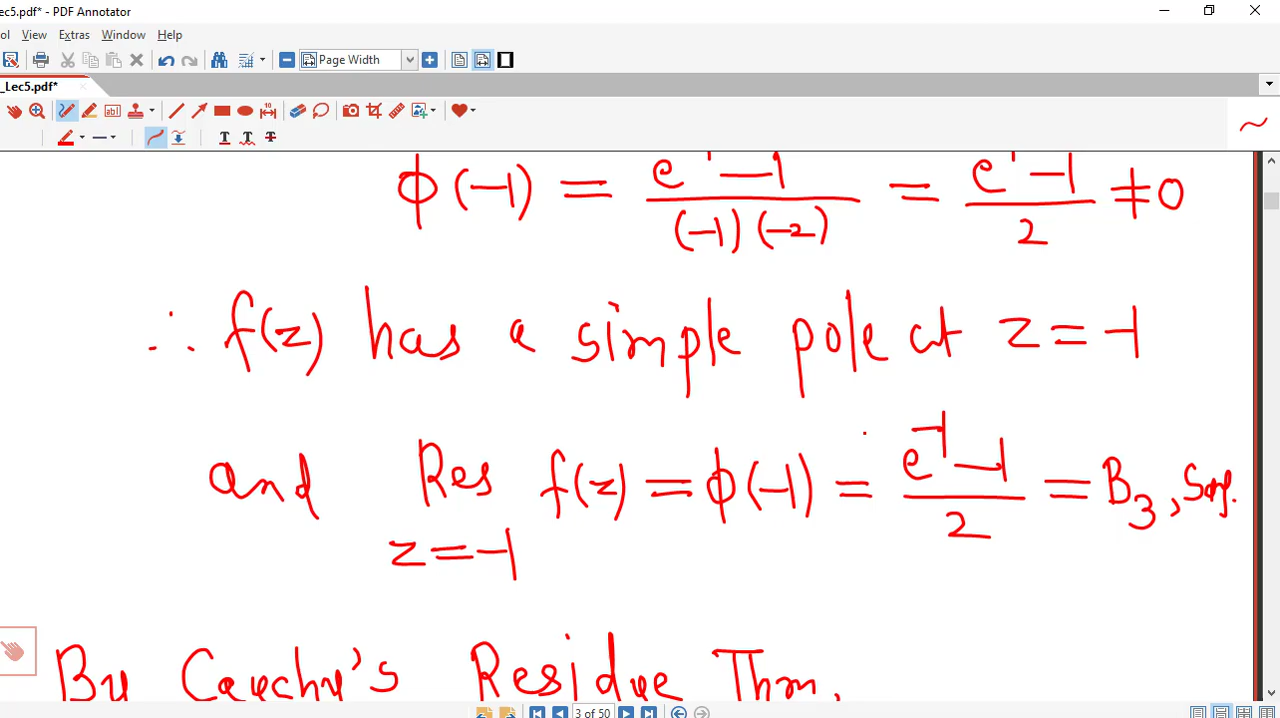 ec5.pdf* - PDF Annotator
ol View Extras Window Help
Page Width
_Lec5.pdf*
ϕ(-1) = (e^-1 - 1)/((-1)(-2)) = (e^-1 - 1)/2 ≠ 0
∴ f(z) has a simple pole at z = -1
and Res f(z) = ϕ(-1) = (e^-1 - 1)/2 = B_3, Say.
z = -1
By Cauchy's Residue Thm,
3 of 50